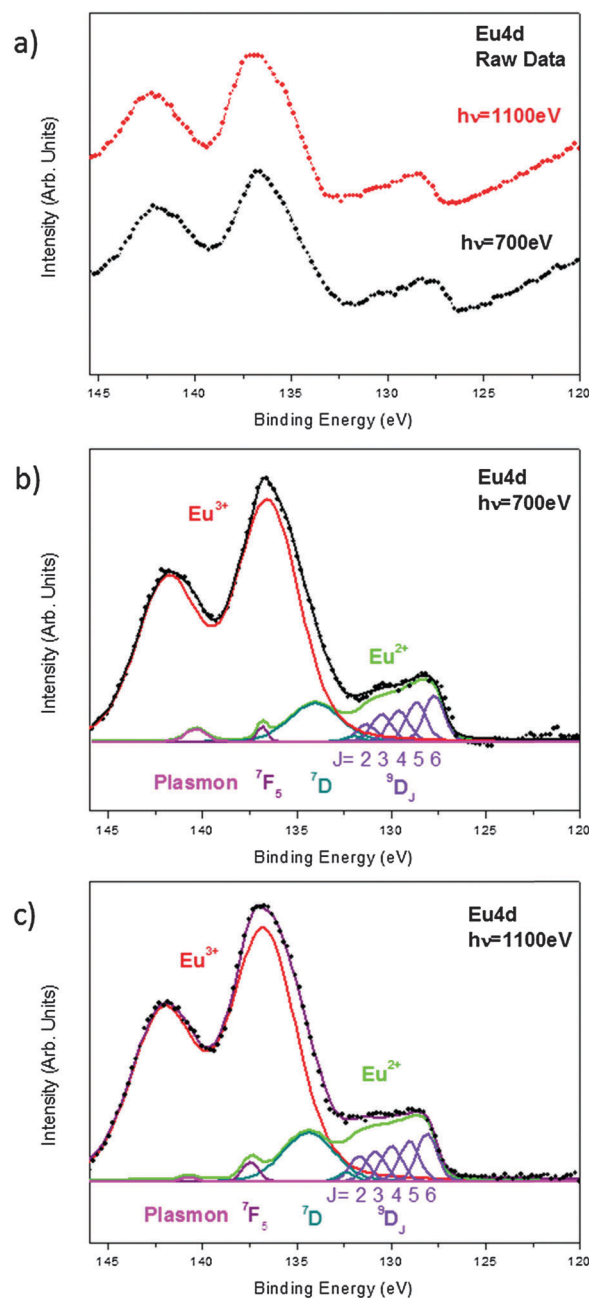 a)
Eu4d
Raw Data
hν=1100eV
hν=700eV
Intensity (Arb. Units)
145 140 135 130 125 120
Binding Energy (eV)
b)
Eu4d
hν=700eV
Eu³⁺
Eu²⁺
Intensity (Arb. Units)
J= 2 3 4 5 6
Plasmon ⁷F₅ ⁷D ⁹D_J
145 140 135 130 125 120
Binding Energy (eV)
c)
Eu4d
hν=1100eV
Eu³⁺
Eu²⁺
Intensity (Arb. Units)
J= 2 3 4 5 6
Plasmon ⁷F₅ ⁷D ⁹D_J
145 140 135 130 125 120
Binding Energy (eV)